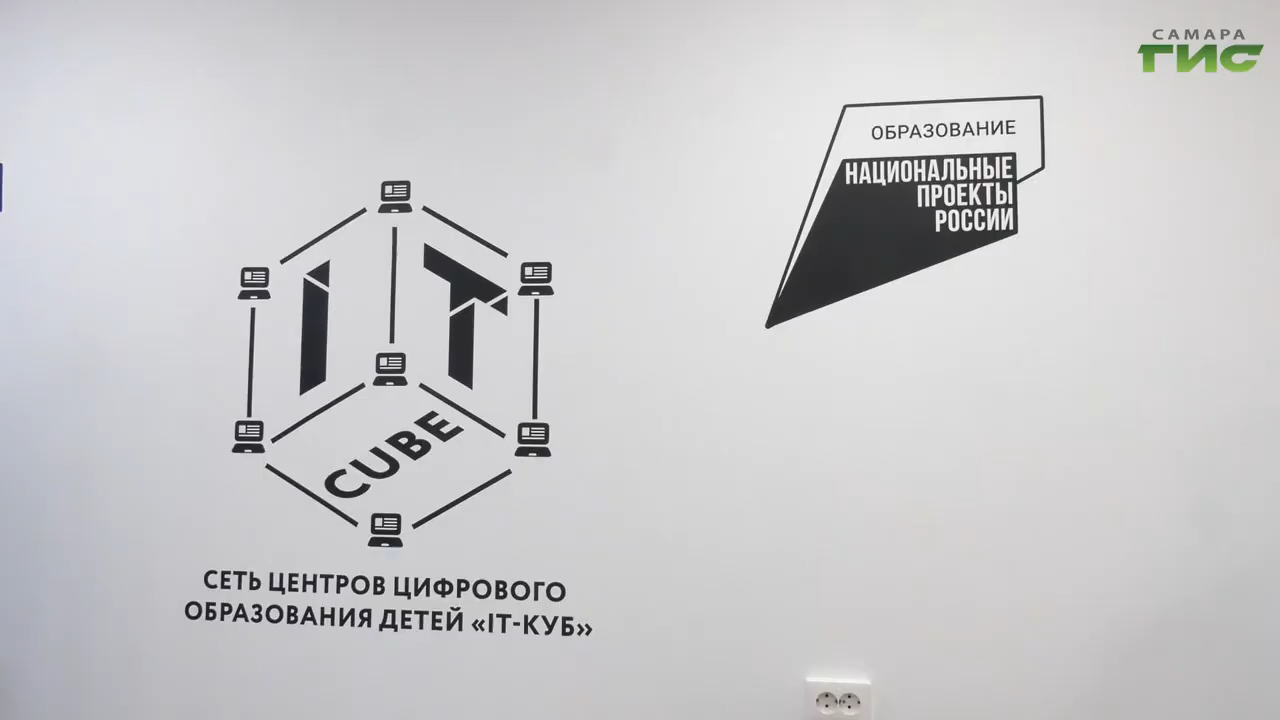 САМАРА
ГИС
ОБРАЗОВАНИЕ
НАЦИОНАЛЬНЫЕ
ПРОЕКТЫ
РОССИИ
IT
CUBE
СЕТЬ ЦЕНТРОВ ЦИФРОВОГО
ОБРАЗОВАНИЯ ДЕТЕЙ «IT-КУБ»